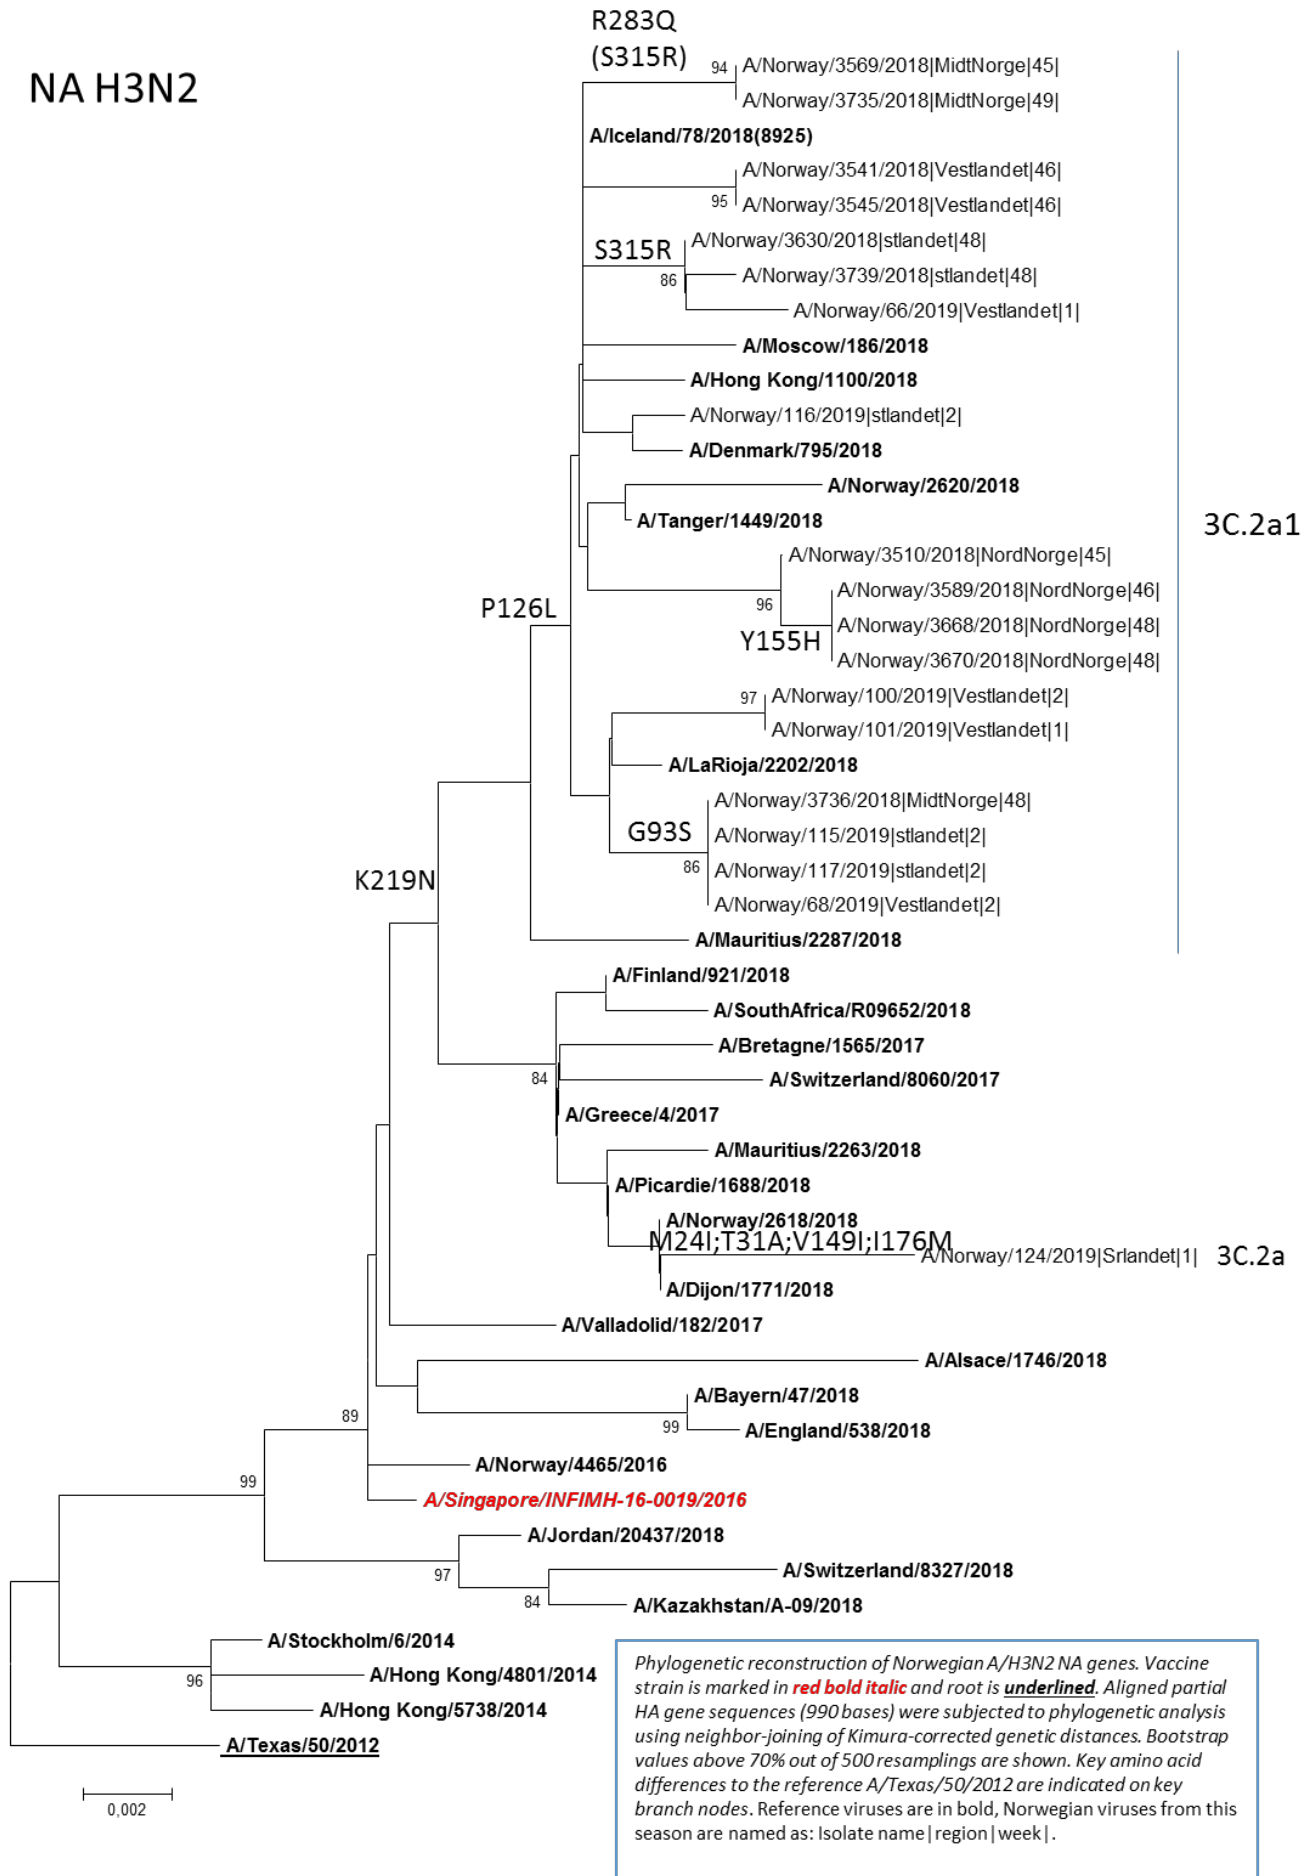 NA H3N2
R283Q
(S315R)
94
A/Norway/3569/2018|MidtNorge|45|
A/Norway/3735/2018|MidtNorge|49|
A/Iceland/78/2018(8925)
A/Norway/3541/2018|Vestlandet|46|
95
A/Norway/3545/2018|Vestlandet|46|
A/Norway/3630/2018|stlandet|48|
S315R
86
A/Norway/3739/2018|stlandet|48|
A/Norway/66/2019|Vestlandet|1|
A/Moscow/186/2018
A/Hong Kong/1100/2018
A/Norway/116/2019|stlandet|2|
A/Denmark/795/2018
A/Norway/2620/2018
A/Tanger/1449/2018
3C.2a1
A/Norway/3510/2018|NordNorge|45|
96
A/Norway/3589/2018|NordNorge|46|
P126L
A/Norway/3668/2018|NordNorge|48|
Y155H
A/Norway/3670/2018|NordNorge|48|
97
A/Norway/100/2019|Vestlandet|2|
A/Norway/101/2019|Vestlandet|1|
A/LaRioja/2202/2018
A/Norway/3736/2018|MidtNorge|48|
G93S
A/Norway/115/2019|stlandet|2|
86
A/Norway/117/2019|stlandet|2|
K219N
A/Norway/68/2019|Vestlandet|2|
A/Mauritius/2287/2018
A/Finland/921/2018
A/SouthAfrica/R09652/2018
A/Bretagne/1565/2017
84
A/Switzerland/8060/2017
A/Greece/4/2017
A/Mauritius/2263/2018
A/Picardie/1688/2018
A/Norway/2618/2018
M24I;T31A;V149I;I176M
A/Norway/124/2019|Srlandet|1|
3C.2a
A/Dijon/1771/2018
A/Valladolid/182/2017
A/Alsace/1746/2018
A/Bayern/47/2018
89
99
A/England/538/2018
A/Norway/4465/2016
99
A/Singapore/INFIMH-16-0019/2016
A/Jordan/20437/2018
97
A/Switzerland/8327/2018
84
A/Kazakhstan/A-09/2018
A/Stockholm/6/2014
96
A/Hong Kong/4801/2014
A/Hong Kong/5738/2014
A/Texas/50/2012
0,002
Phylogenetic reconstruction of Norwegian A/H3N2 NA genes. Vaccine
strain is marked in red bold italic and root is underlined. Aligned partial
HA gene sequences (990 bases) were subjected to phylogenetic analysis
using neighbor-joining of Kimura-corrected genetic distances. Bootstrap
values above 70% out of 500 resamplings are shown. Key amino acid
differences to the reference A/Texas/50/2012 are indicated on key
branch nodes. Reference viruses are in bold, Norwegian viruses from this
season are named as: Isolate name|region|week|.